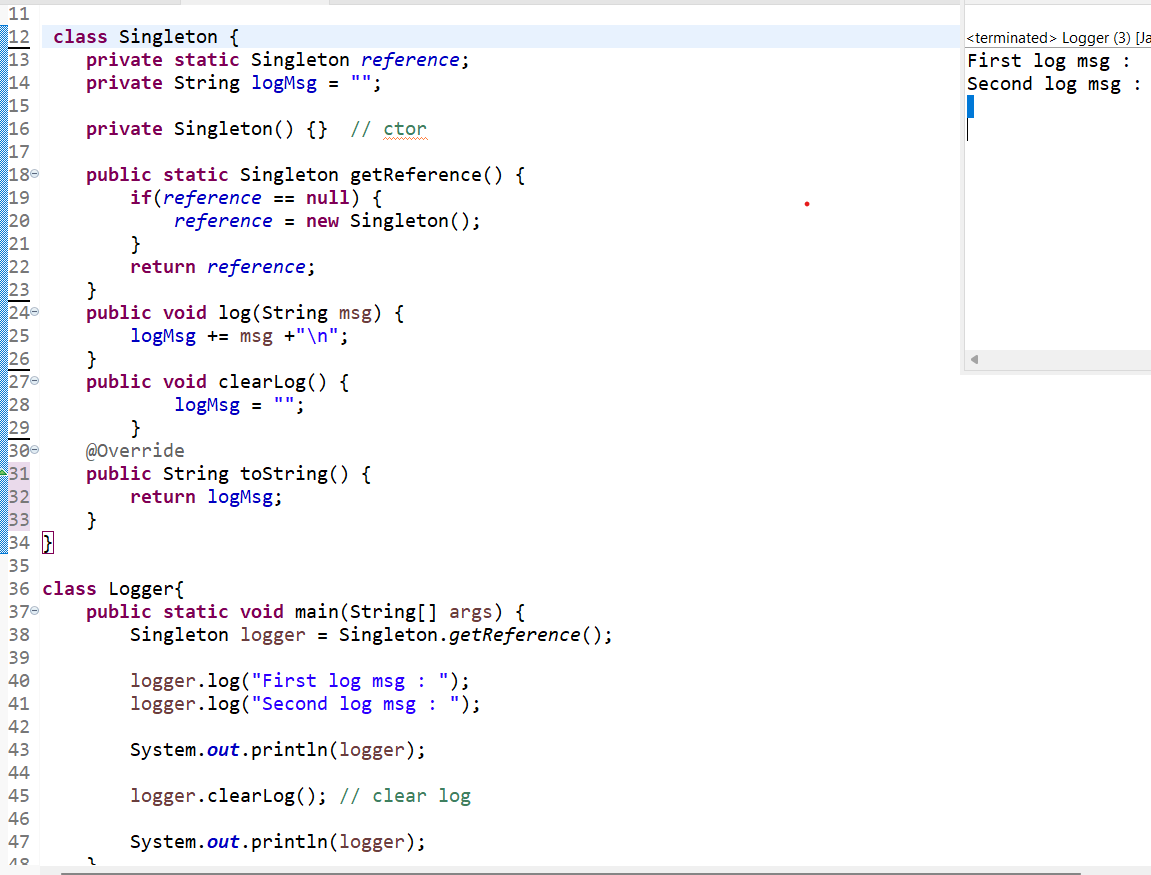 11
12 class Singleton {
13     private static Singleton reference;
14     private String logMsg = "";
15
16     private Singleton() {}  // ctor
17
18     public static Singleton getReference() {
19         if(reference == null) {
20             reference = new Singleton();
21         }
22         return reference;
23     }
24     public void log(String msg) {
25         logMsg += msg +"\n";
26     }
27     public void clearLog() {
28             logMsg = "";
29         }
30     @Override
31     public String toString() {
32         return logMsg;
33     }
34 }
35
36 class Logger{
37     public static void main(String[] args) {
38         Singleton logger = Singleton.getReference();
39
40         logger.log("First log msg : ");
41         logger.log("Second log msg : ");
42
43         System.out.println(logger);
44
45         logger.clearLog(); // clear log
46
47         System.out.println(logger);
48     }
<terminated> Logger (3) [Ja
First log msg :
Second log msg :